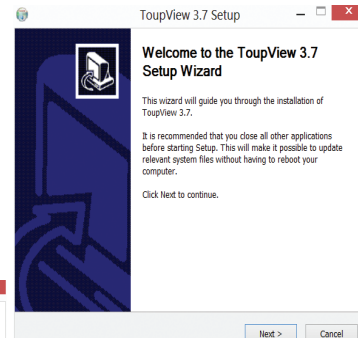 ToupView 3.7 Setup
Welcome to the ToupView 3.7
Setup Wizard
This wizard will guide you through the installation of
ToupView 3.7.
It is recommended that you close all other applications
before starting Setup. This will make it possible to update
relevant system files without having to reboot your
computer.
Click Next to continue.
Next >
Cancel